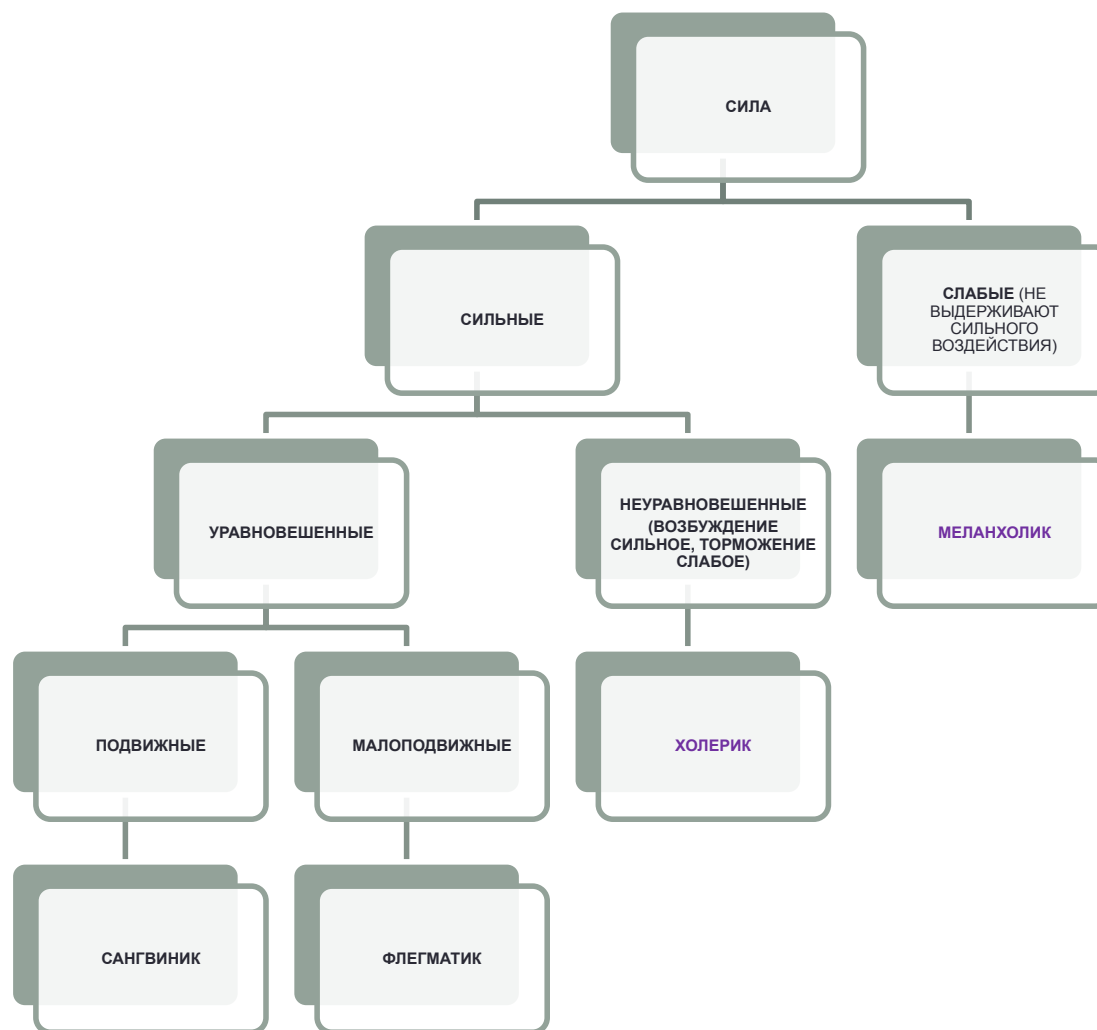 СИЛА
СИЛЬНЫЕ
СЛАБЫЕ (НЕ
ВЫДЕРЖИВАЮТ
СИЛЬНОГО
ВОЗДЕЙСТВИЯ)
УРАВНОВЕШЕННЫЕ
НЕУРАВНОВЕШЕННЫЕ
(ВОЗБУЖДЕНИЕ
СИЛЬНОЕ, ТОРМОЖЕНИЕ
СЛАБОЕ)
МЕЛАНХОЛИК
ПОДВИЖНЫЕ
МАЛОПОДВИЖНЫЕ
ХОЛЕРИК
САНГВИНИК
ФЛЕГМАТИК